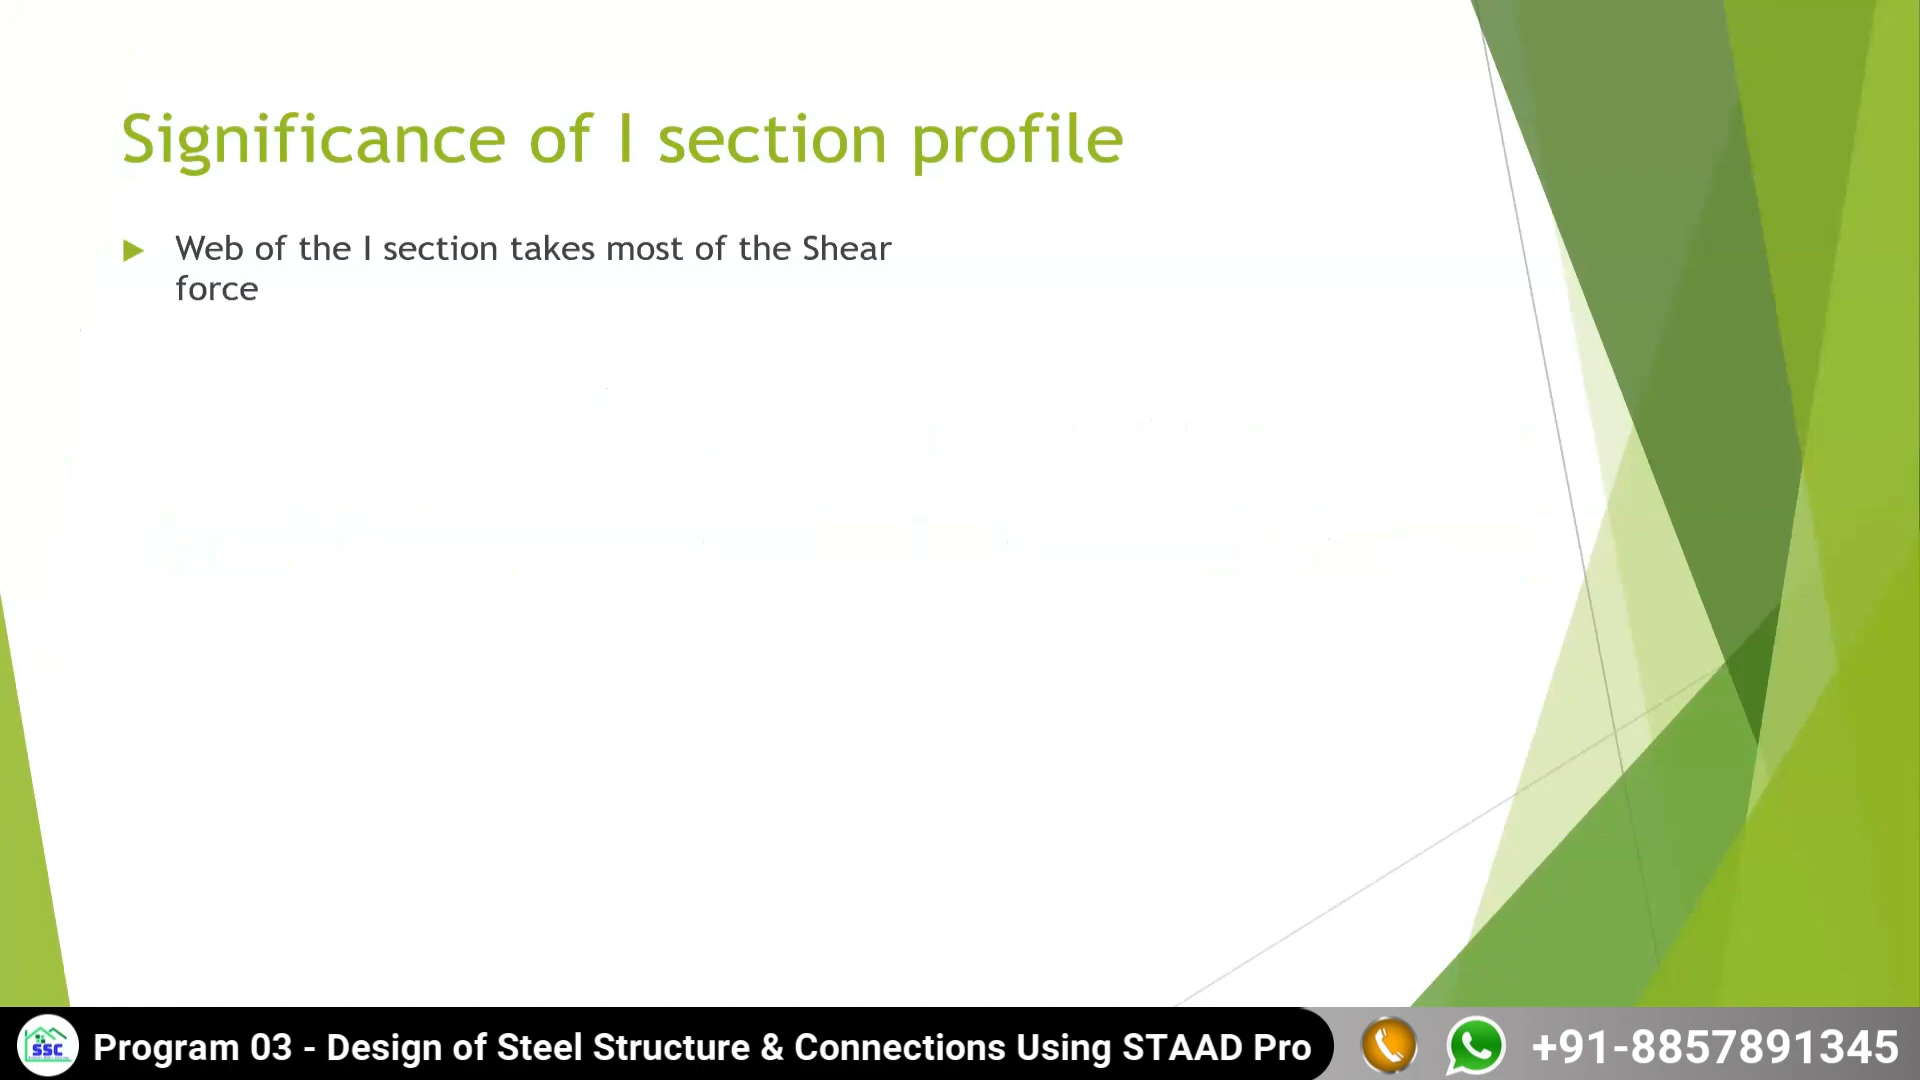 Significance of I section profile
Web of the I section takes most of the Shear
force
SSC
Program 03 - Design of Steel Structure & Connections Using STAAD Pro
+91-8857891345